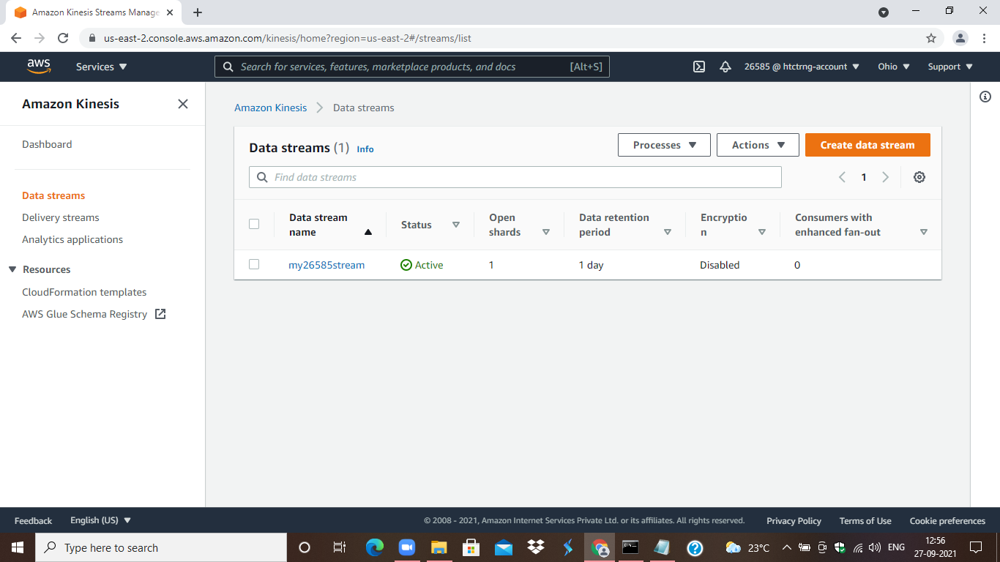 Amazon Kinesis Streams Manage
us-east-2.console.aws.amazon.com/kinesis/home?region=us-east-2#/streams/list
aws
Services
Search for services, features, marketplace products, and docs
[Alt+S]
26585 @ htctrng-account
Ohio
Support
Amazon Kinesis
Dashboard
Data streams
Delivery streams
Analytics applications
Resources
CloudFormation templates
AWS Glue Schema Registry
Amazon Kinesis
Data streams
Data streams (1) Info
Processes
Actions
Create data stream
Find data streams
1
Data stream
name
Status
Open
shards
Data retention
period
Encryptio
n
Consumers with
enhanced fan-out
my26585stream
Active
1
1 day
Disabled
0
Feedback
English (US)
© 2008 - 2021, Amazon Internet Services Private Ltd. or its affiliates. All rights reserved.
Privacy Policy
Terms of Use
Cookie preferences
Type here to search
23°C
ENG
12:56
27-09-2021